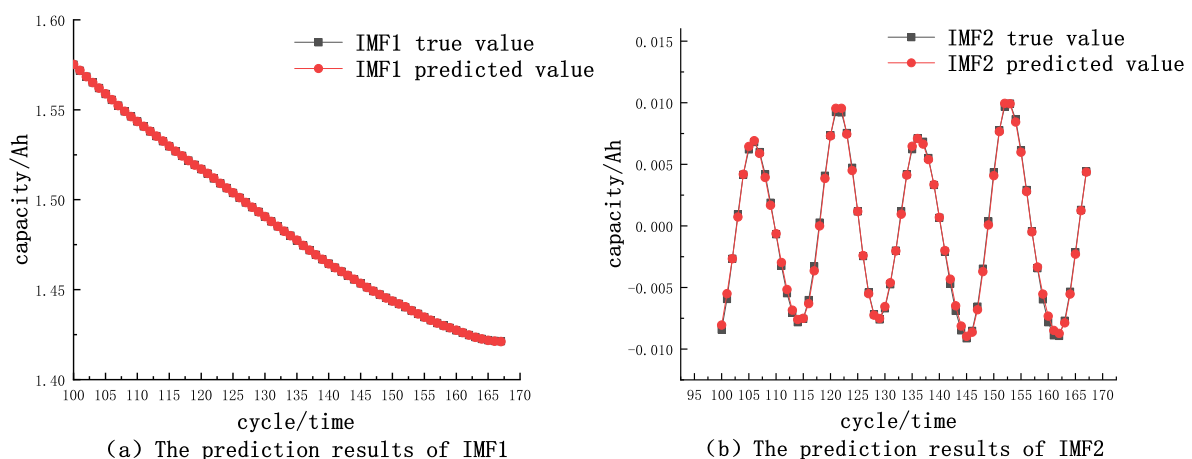 1.60
1.55
1.50
1.45
1.40
capacity/Ah
IMF1 true value
IMF1 predicted value
100 105 110 115 120 125 130 135 140 145 150 155 160 165 170
cycle/time
(a) The prediction results of IMF1
0.015
0.010
0.005
0.000
-0.005
-0.010
capacity/Ah
IMF2 true value
IMF2 predicted value
95 100 105 110 115 120 125 130 135 140 145 150 155 160 165 170
cycle/time
(b) The prediction results of IMF2